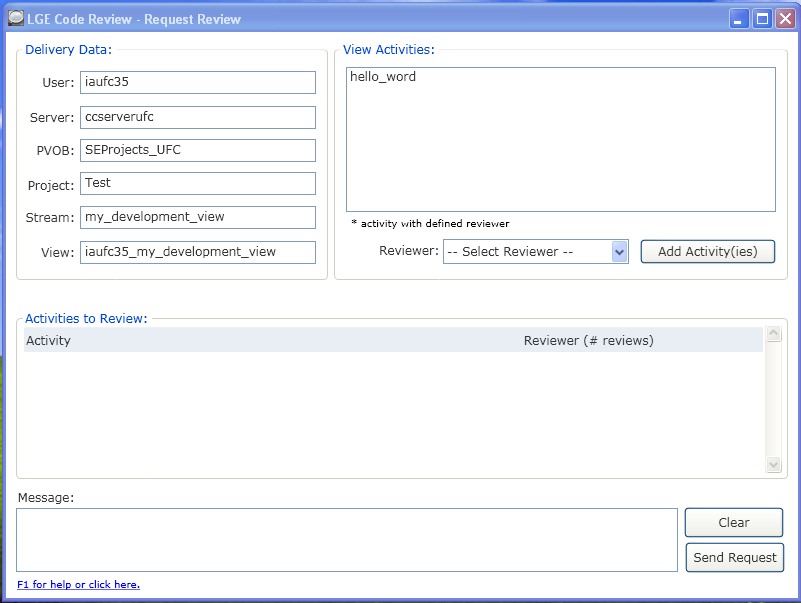 LGE Code Review - Request Review
Delivery Data:
User: iaufc35
Server: ccserverufc
PVOB: SEProjects_UFC
Project: Test
Stream: my_development_view
View: iaufc35_my_development_view
View Activities:
hello_word
* activity with defined reviewer
Reviewer: -- Select Reviewer -- Add Activity(ies)
Activities to Review:
Activity Reviewer (# reviews)
Message:
Clear
Send Request
F1 for help or click here.